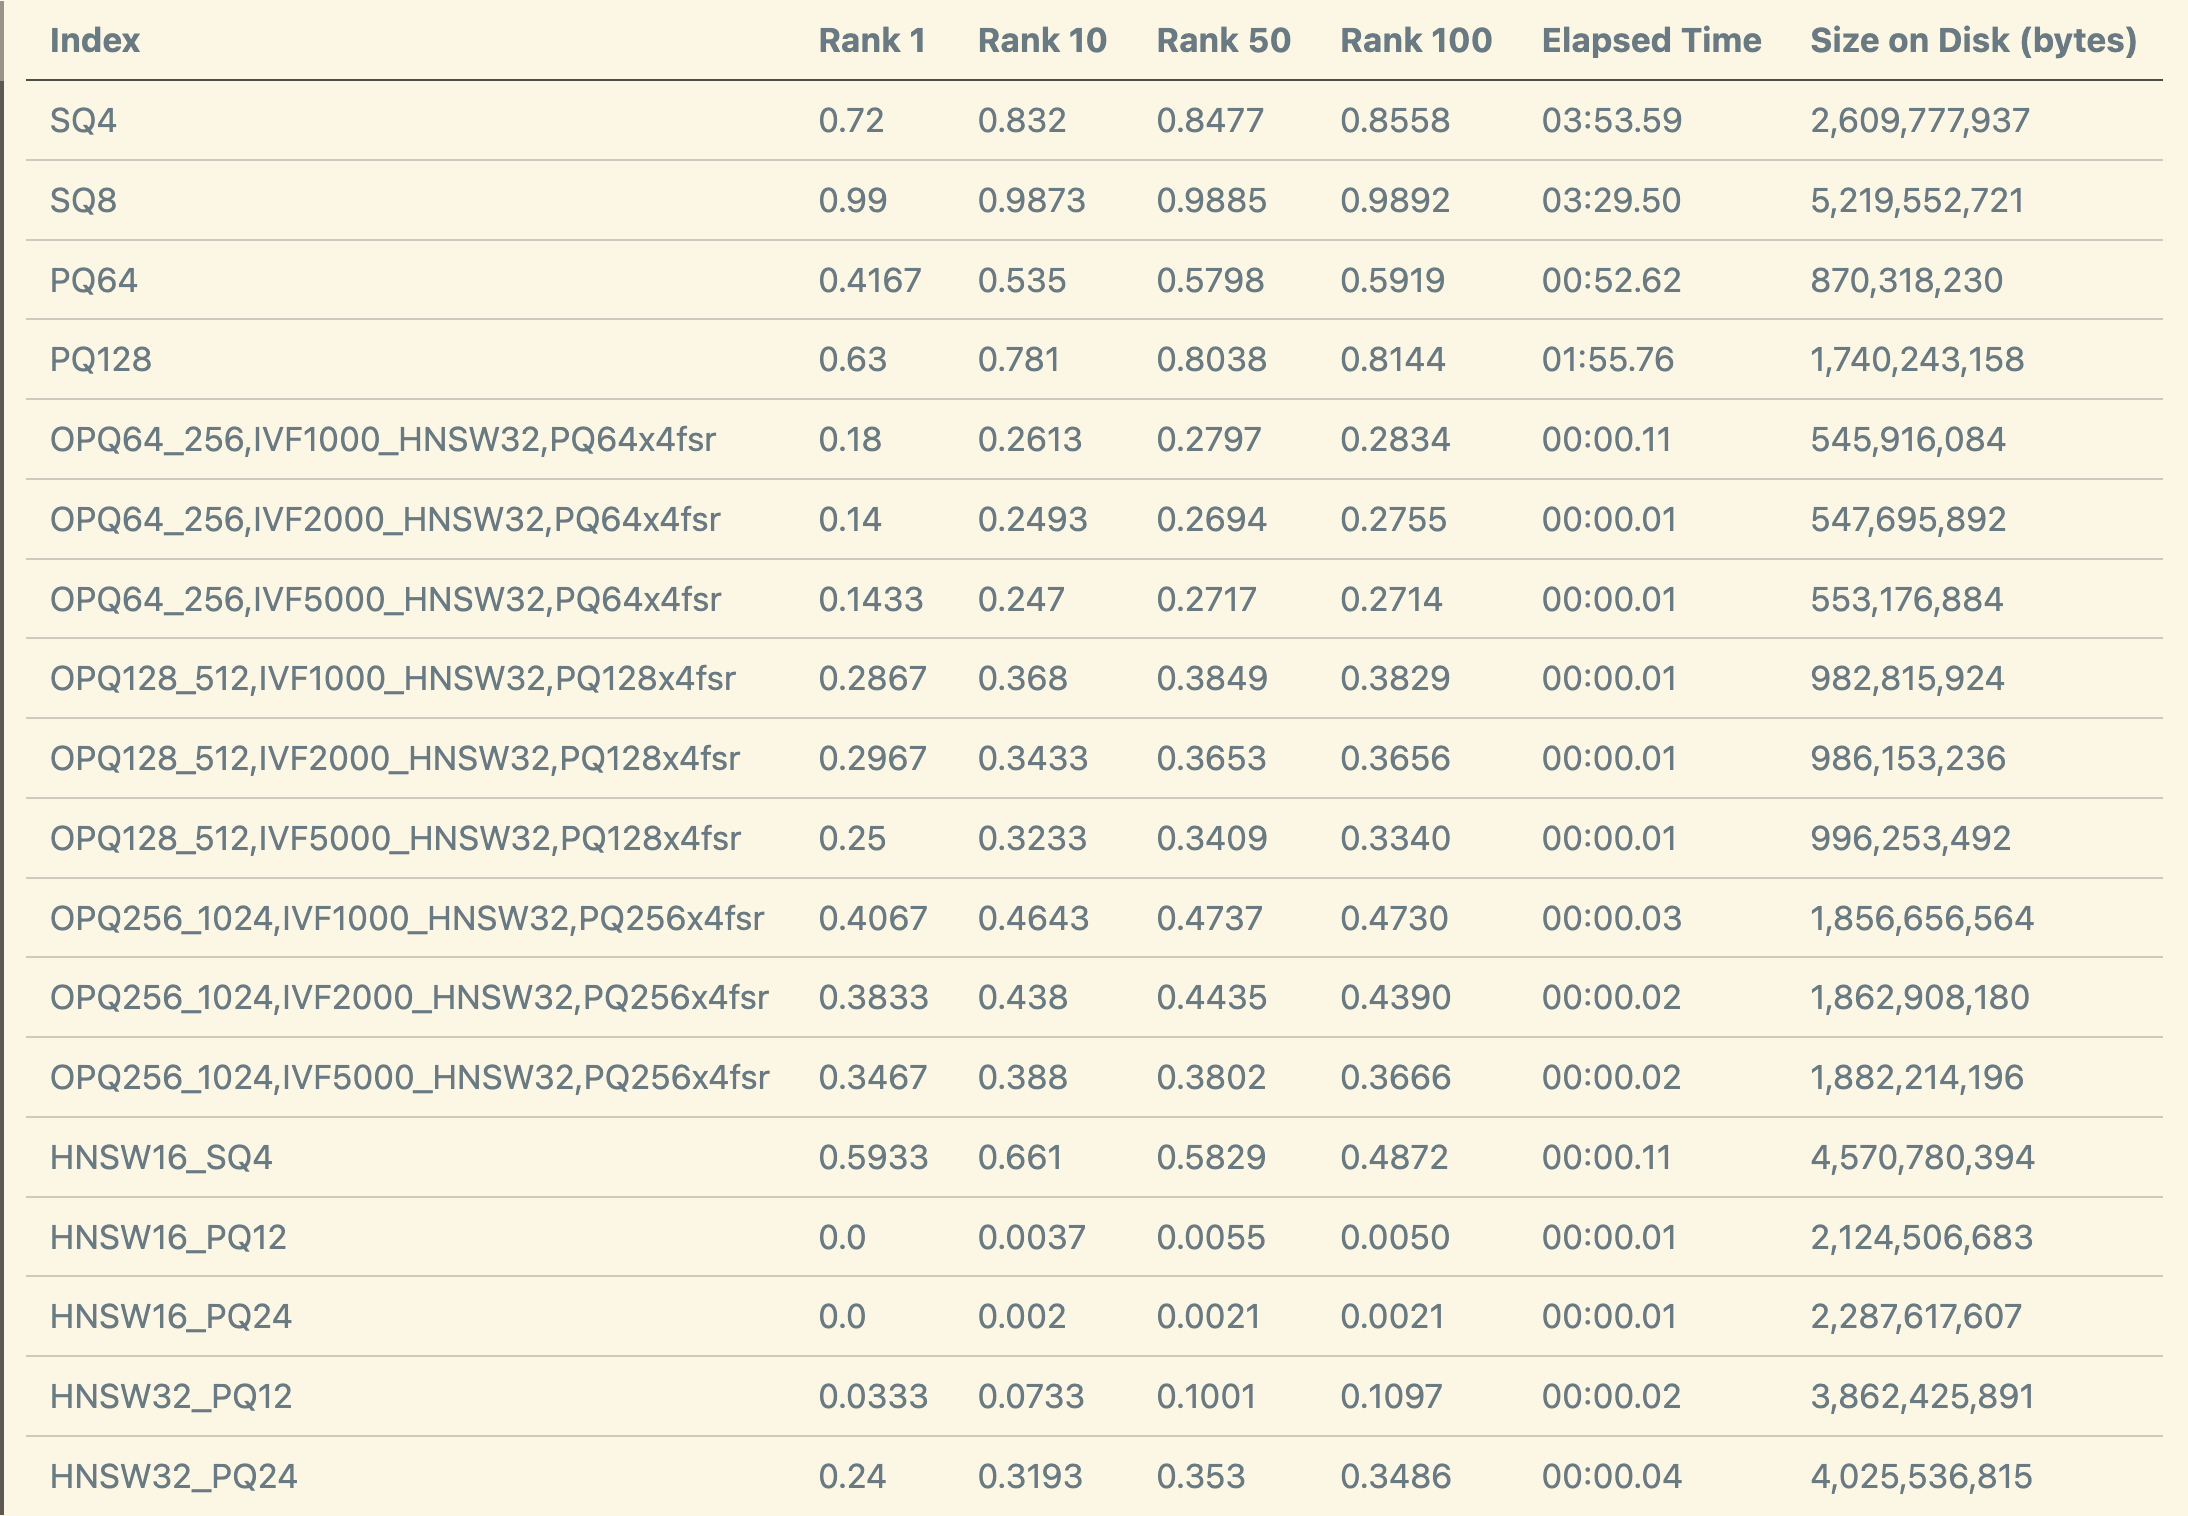 Index Rank 1 Rank 10 Rank 50 Rank 100 Elapsed Time Size on Disk (bytes)
SQ4 0.72 0.832 0.8477 0.8558 03:53.59 2,609,777,937
SQ8 0.99 0.9873 0.9885 0.9892 03:29.50 5,219,552,721
PQ64 0.4167 0.535 0.5798 0.5919 00:52.62 870,318,230
PQ128 0.63 0.781 0.8038 0.8144 01:55.76 1,740,243,158
OPQ64_256,IVF1000_HNSW32,PQ64x4fsr 0.18 0.2613 0.2797 0.2834 00:00.11 545,916,084
OPQ64_256,IVF2000_HNSW32,PQ64x4fsr 0.14 0.2493 0.2694 0.2755 00:00.01 547,695,892
OPQ64_256,IVF5000_HNSW32,PQ64x4fsr 0.1433 0.247 0.2717 0.2714 00:00.01 553,176,884
OPQ128_512,IVF1000_HNSW32,PQ128x4fsr 0.2867 0.368 0.3849 0.3829 00:00.01 982,815,924
OPQ128_512,IVF2000_HNSW32,PQ128x4fsr 0.2967 0.3433 0.3653 0.3656 00:00.01 986,153,236
OPQ128_512,IVF5000_HNSW32,PQ128x4fsr 0.25 0.3233 0.3409 0.3340 00:00.01 996,253,492
OPQ256_1024,IVF1000_HNSW32,PQ256x4fsr 0.4067 0.4643 0.4737 0.4730 00:00.03 1,856,656,564
OPQ256_1024,IVF2000_HNSW32,PQ256x4fsr 0.3833 0.438 0.4435 0.4390 00:00.02 1,862,908,180
OPQ256_1024,IVF5000_HNSW32,PQ256x4fsr 0.3467 0.388 0.3802 0.3666 00:00.02 1,882,214,196
HNSW16_SQ4 0.5933 0.661 0.5829 0.4872 00:00.11 4,570,780,394
HNSW16_PQ12 0.0 0.0037 0.0055 0.0050 00:00.01 2,124,506,683
HNSW16_PQ24 0.0 0.002 0.0021 0.0021 00:00.01 2,287,617,607
HNSW32_PQ12 0.0333 0.0733 0.1001 0.1097 00:00.02 3,862,425,891
HNSW32_PQ24 0.24 0.3193 0.353 0.3486 00:00.04 4,025,536,815